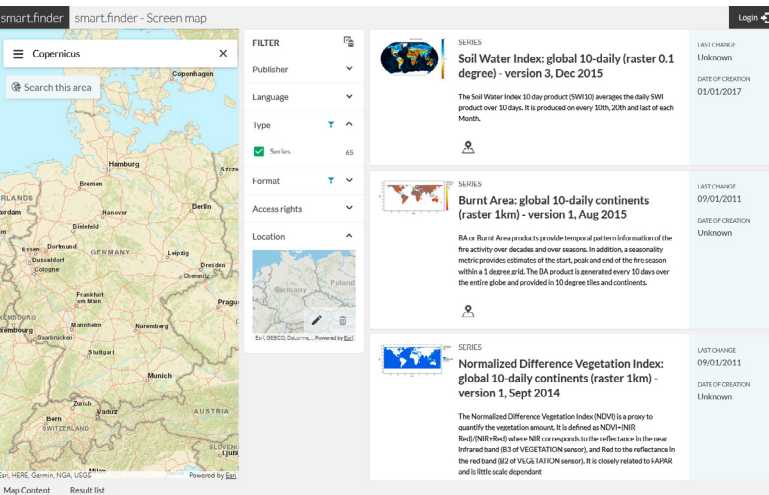 smart.finder smart.finder - Screen map
Login
Copernicus
Search this area
Copenhagen
Hamburg
Bremen
Berlin
Hanover
Bielefeld
Essen
Dortmund
Dusseldorf
GERMANY
Leipzig
Cologne
Dresden
Chemnitz
Frankfurt
am Main
Mannheim
Nuremberg
Saarbrucken
Stuttgart
Munich
Zurich
Vaduz
AUSTRIA
Bern
SWITZERLAND
Esri, HERE, Garmin, NGA, USGS
Powered by Esri
Map Content Result list
FILTER
Publisher
Language
Type
Series 65
Format
Access rights
Location
Germany
Poland
Esri, GEBCO, DeLorme,... Powered by Esri
SERIES
Soil Water Index: global 10-daily (raster 0.1
degree) - version 3, Dec 2015
The Soil Water Index 10 day product (SWI10) averages the daily SWI
product over 10 days. It is produced on every 10th, 20th and last of each
Month.
LAST CHANGE
Unknown
DATE OF CREATION
01/01/2017
SERIES
Burnt Area: global 10-daily continents
(raster 1km) - version 1, Aug 2015
BA or Burnt Area products provide temporal pattern information of the
fire activity over decades and over seasons. In addition, a seasonality
metric provides estimates of the start, peak and end of the fire season
within a 1 degree grid. The BA product is generated every 10 days over
the entire globe and provided in 10 degree tiles and continents.
LAST CHANGE
09/01/2011
DATE OF CREATION
Unknown
SERIES
Normalized Difference Vegetation Index:
global 10-daily continents (raster 1km) -
version 1, Sept 2014
The Normalized Difference Vegetation Index (NDVI) is a proxy to
quantify the vegetation amount. It is defined as NDVI=(NIR-
Red)/(NIR+Red) where NIR corresponds to the reflectance in the near
infrared band (B3 of VEGETATION sensor), and Red to the reflectance in
the red band (B2 of VEGETATION sensor). It is closely related to FAPAR
and is little scale dependant
LAST CHANGE
09/01/2011
DATE OF CREATION
Unknown